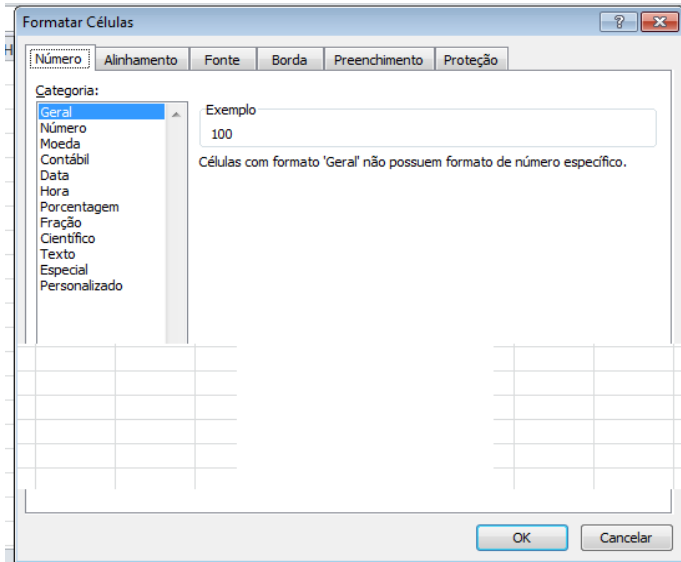 Formatar Células
H
Número Alinhamento Fonte Borda Preenchimento Proteção
Categoria:
Geral
Número
Moeda
Contábil
Data
Hora
Porcentagem
Fração
Científico
Texto
Especial
Personalizado
Exemplo
100
Células com formato 'Geral' não possuem formato de número específico.
OK Cancelar